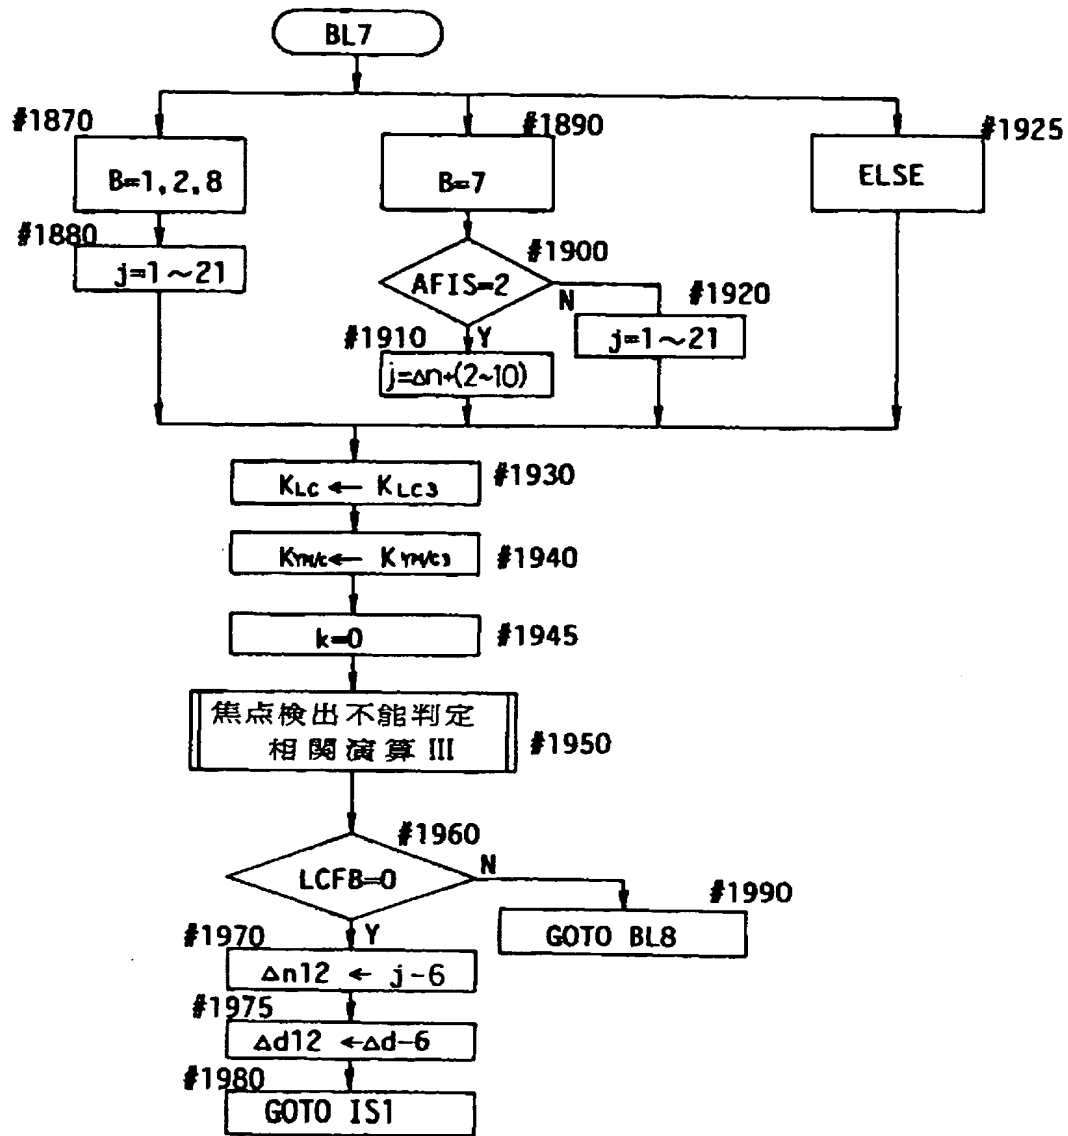 BL7
#1870
#1890
#1925
B=1,2,8
B=7
ELSE
#1880
j=1～21
#1900
AFIS=2
N
#1920
j=1～21
#1910
Y
j=Δn+(2~10)
KLC ← KLC3
#1930
KM/C ← KM/C3
#1940
k=0
#1945
焦点検出不能判定
相関演算 III
#1950
#1960
LCFB=0
N
#1990
GOTO BL8
#1970
Y
Δn12 ← j-6
#1975
Δd12 ←Δd-6
#1980
GOTO IS1